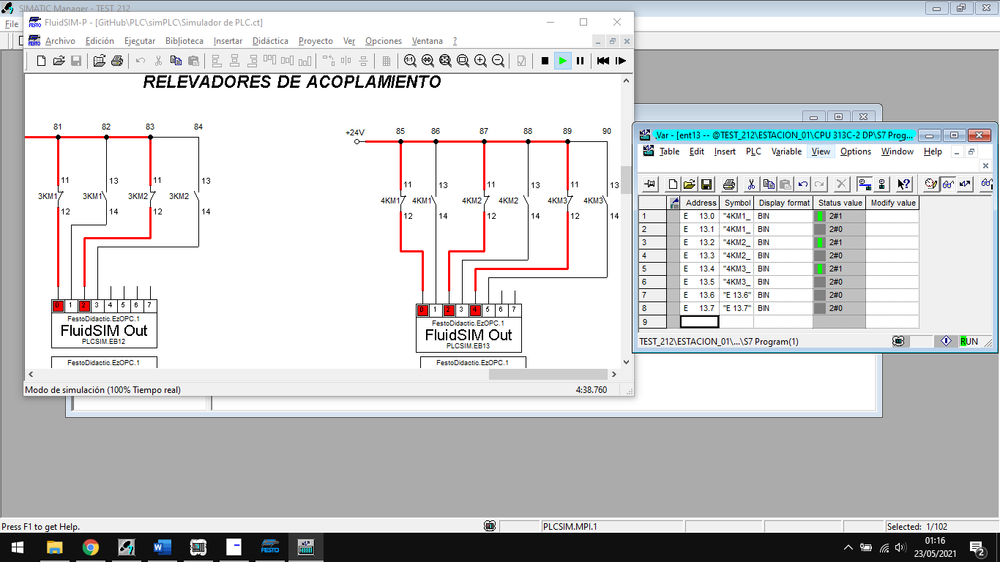 SIMATIC Manager - TEST 212
File
FluidSIM-P - [GitHub\PLC\simPLC\Simulador de PLC.ct]
FESTO
Archivo Edición Ejecutar Biblioteca Insertar Didáctica Proyecto Ver Opciones Ventana ?
RELEVADORES DE ACOPLAMIENTO
81 82 83 84
+24V 85 86 87 88 89 90
11 13 11 13
3KM1 3KM1 3KM2 3KM2
12 14 12 14
11 13 11 13 11 13
4KM1 4KM1 4KM2 4KM2 4KM3 4KM3
12 14 12 14 12 14
0 1 2 3 4 5 6 7
FestoDidactic.EzOPC.1
FluidSIM Out
PLCSIM.EB12
FestoDidactic.EzOPC.1
0 1 2 3 4 5 6 7
FestoDidactic.EzOPC.1
FluidSIM Out
PLCSIM.EB13
FestoDidactic.EzOPC.1
Modo de simulación (100% Tiempo real) 4:38.760
Var - [ent13 -- @TEST_212\ESTACION_01\CPU 313C-2 DP\S7 Prog...
Table Edit Insert PLC Variable View Options Window Help
Address Symbol Display format Status value Modify value
1 E 13.0 "4KM1_ BIN 2#1
2 E 13.1 "4KM1_ BIN 2#0
3 E 13.2 "4KM2_ BIN 2#1
4 E 13.3 "4KM2_ BIN 2#0
5 E 13.4 "4KM3_ BIN 2#1
6 E 13.5 "4KM3_ BIN 2#0
7 E 13.6 "E 13.6" BIN 2#0
8 E 13.7 "E 13.7" BIN 2#0
9
TEST_212\ESTACION_01\...\S7 Program(1) RUN
Press F1 to get Help. PLCSIM.MPI.1 Selected: 1/102
FESTO
01:16
23/05/2021
2